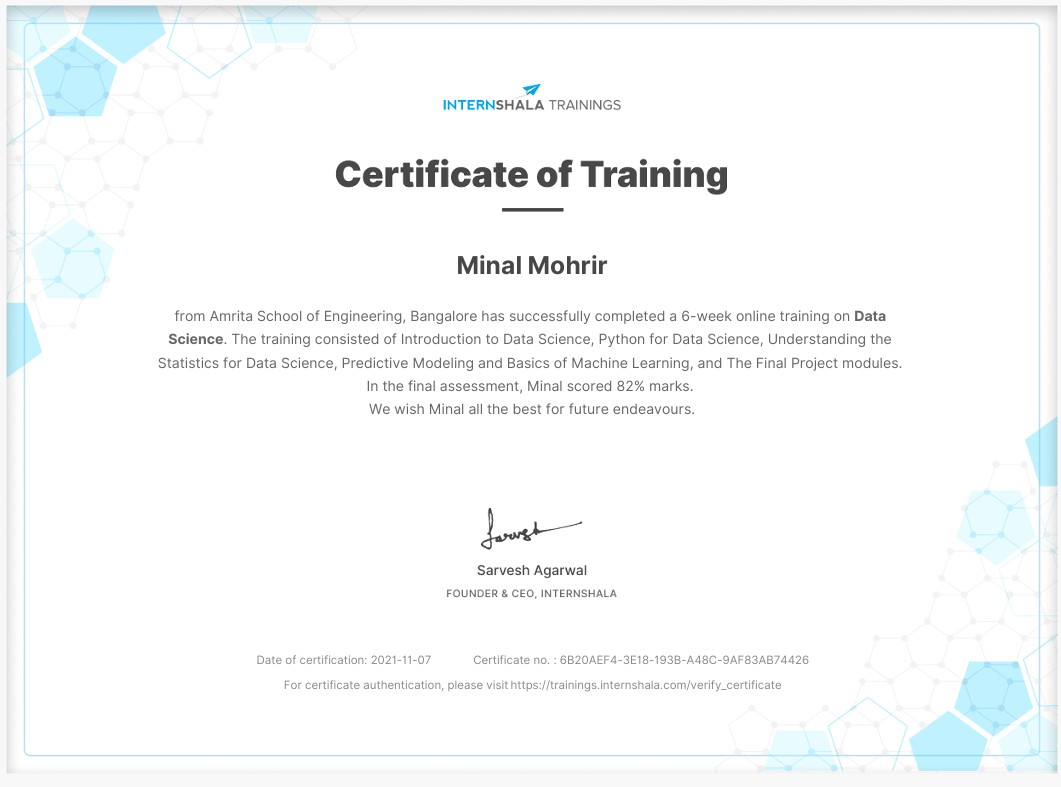 INTERNSHALA TRAININGS
Certificate of Training
Minal Mohrir
from Amrita School of Engineering, Bangalore has successfully completed a 6-week online training on Data
Science. The training consisted of Introduction to Data Science, Python for Data Science, Understanding the
Statistics for Data Science, Predictive Modeling and Basics of Machine Learning, and The Final Project modules.
In the final assessment, Minal scored 82% marks.
We wish Minal all the best for future endeavours.
Sarvesh
Sarvesh Agarwal
FOUNDER & CEO, INTERNSHALA
Date of certification: 2021-11-07 Certificate no. : 6B20AEF4-3E18-193B-A48C-9AF83AB74426
For certificate authentication, please visit https://trainings.internshala.com/verify_certificate